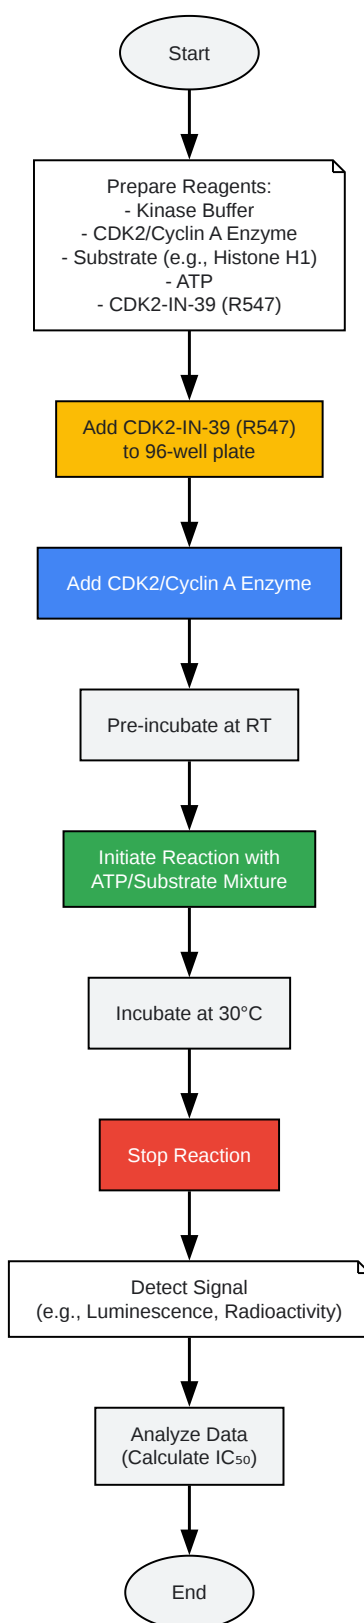 Start
Prepare Reagents:
- Kinase Buffer
- CDK2/Cyclin A Enzyme
- Substrate (e.g., Histone H1)
- ATP
- CDK2-IN-39 (R547)
Add CDK2-IN-39 (R547)
to 96-well plate
Add CDK2/Cyclin A Enzyme
Pre-incubate at RT
Initiate Reaction with
ATP/Substrate Mixture
Incubate at 30°C
Stop Reaction
Detect Signal
(e.g., Luminescence, Radioactivity)
Analyze Data
(Calculate IC₅₀)
End